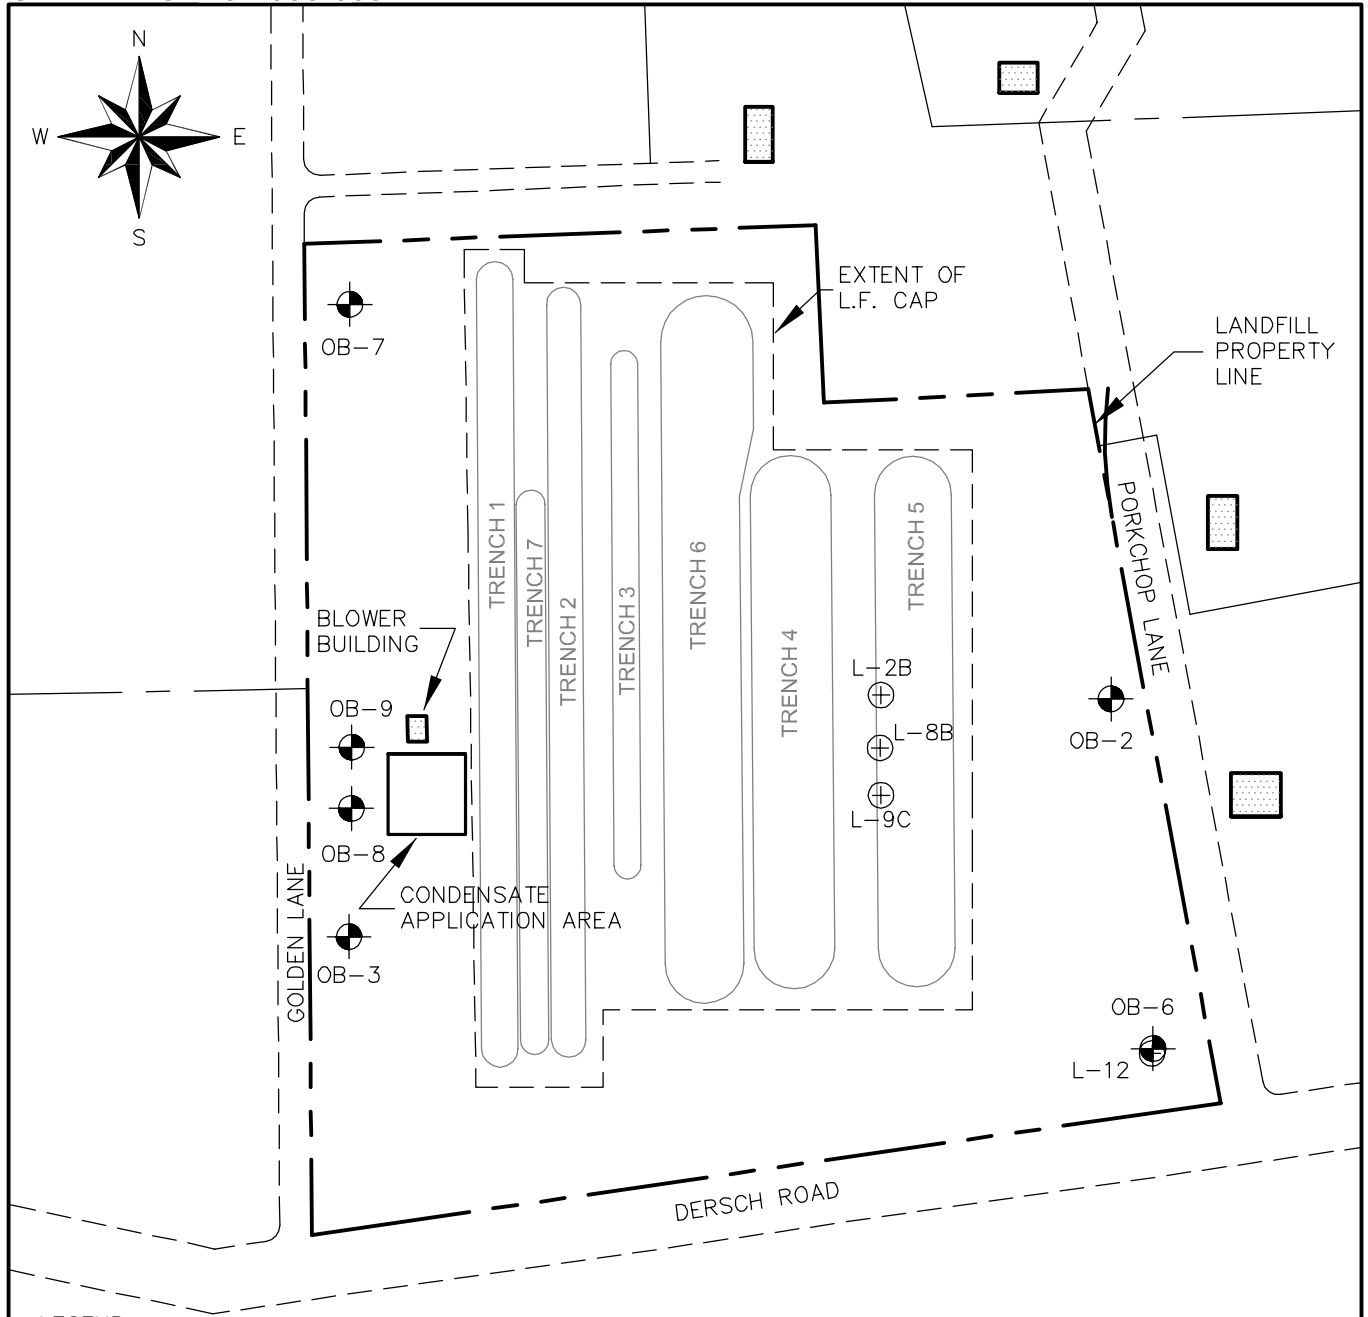 N
W
E
S
EXTENT OF
L.F. CAP
LANDFILL
PROPERTY
LINE
OB-7
PORKCHOP LANE
TRENCH 1
TRENCH 7
TRENCH 2
TRENCH 3
TRENCH 6
TRENCH 4
TRENCH 5
BLOWER
BUILDING
L-2B
OB-9
L-8B
OB-2
L-9C
OB-8
GOLDEN LANE
CONDENSATE
APPLICATION AREA
OB-3
OB-6
L-12
DERSCH ROAD